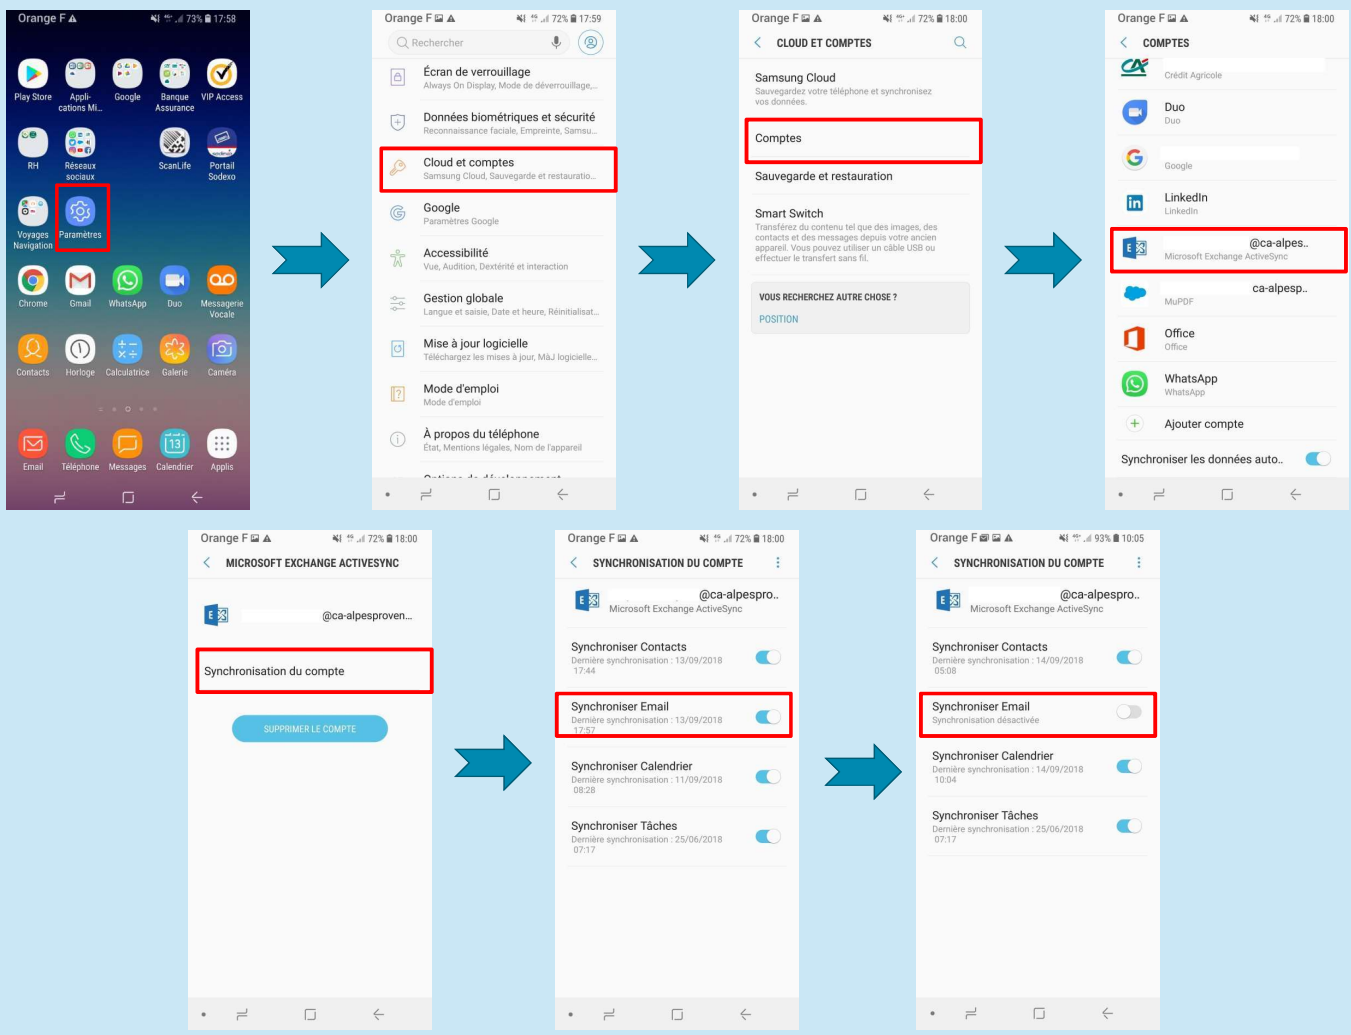 Orange F 73% 17:58
Play Store
Appli-
cations Mi...
Google
Banque
Assurance
VIP Access
RH
Réseaux
sociaux
ScanLife
Portail
Sodexo
Voyages
Navigation
Paramètres
Chrome
Gmail
WhatsApp
Duo
Messagerie
Vocale
Contacts
Horloge
Calculatrice
Galerie
Caméra
13
Email
Téléphone
Messages
Calendrier
Applis
Orange F 72% 17:59
Rechercher
Écran de verrouillage
Always On Display, Mode de déverrouillage,...
Données biométriques et sécurité
Reconnaissance faciale, Empreinte, Samsu...
Cloud et comptes
Samsung Cloud, Sauvegarde et restauratio...
Google
Paramètres Google
Accessibilité
Vue, Audition, Dextérité et interaction
Gestion globale
Langue et saisie, Date et heure, Réinitialisat...
Mise à jour logicielle
Téléchargez les mises à jour, MàJ logicielle...
Mode d'emploi
Mode d'emploi
À propos du téléphone
État, Mentions légales, Nom de l'appareil
Orange F 72% 18:00
CLOUD ET COMPTES
Samsung Cloud
Sauvegardez votre téléphone et synchronisez
vos données.
Comptes
Sauvegarde et restauration
Smart Switch
Transférez du contenu tel que des images, des
contacts et des messages depuis votre ancien
appareil. Vous pouvez utiliser un câble USB ou
effectuer le transfert sans fil.
VOUS RECHERCHEZ AUTRE CHOSE ?
POSITION
Orange F 72% 18:00
COMPTES
Crédit Agricole
Duo
Duo
Google
LinkedIn
LinkedIn
@ca-alpes..
Microsoft Exchange ActiveSync
ca-alpesp..
MuPDF
Office
Office
WhatsApp
WhatsApp
Ajouter compte
Synchroniser les données auto..
Orange F 72% 18:00
MICROSOFT EXCHANGE ACTIVESYNC
@ca-alpesproven...
Synchronisation du compte
SUPPRIMER LE COMPTE
Orange F 72% 18:00
SYNCHRONISATION DU COMPTE
@ca-alpespro..
Microsoft Exchange ActiveSync
Synchroniser Contacts
Dernière synchronisation : 13/09/2018
17:44
Synchroniser Email
Dernière synchronisation : 13/09/2018
17:57
Synchroniser Calendrier
Dernière synchronisation : 11/09/2018
08:28
Synchroniser Tâches
Dernière synchronisation : 25/06/2018
07:17
Orange F 93% 10:05
SYNCHRONISATION DU COMPTE
@ca-alpespro..
Microsoft Exchange ActiveSync
Synchroniser Contacts
Dernière synchronisation : 14/09/2018
05:08
Synchroniser Email
Synchronisation désactivée
Synchroniser Calendrier
Dernière synchronisation : 14/09/2018
10:04
Synchroniser Tâches
Dernière synchronisation : 25/06/2018
07:17